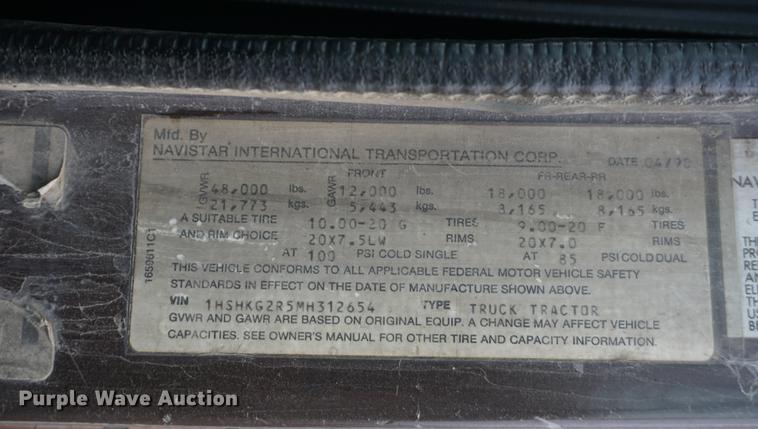 Mfd. By
NAVISTAR INTERNATIONAL TRANSPORTATION CORP. DATE 04/90
FRONT FR-REAR-RR
GVWR 48,000 lbs. GAWR 12,000 lbs. 18,000 18,000 lbs.
21,773 kgs. 5,443 kgs. 8,165 8,165 kgs.
A SUITABLE TIRE 10.00-20 G TIRES 9.00-20 F TIRES
AND RIM CHOICE 20X7.5LW RIMS 20X7.0 RIMS
AT 100 PSI COLD SINGLE AT 85 PSI COLD DUAL
THIS VEHICLE CONFORMS TO ALL APPLICABLE FEDERAL MOTOR VEHICLE SAFETY
STANDARDS IN EFFECT ON THE DATE OF MANUFACTURE SHOWN ABOVE.
VIN 1HSHKG2R5MH312654 TYPE TRUCK TRACTOR
GVWR AND GAWR ARE BASED ON ORIGINAL EQUIP. A CHANGE MAY AFFECT VEHICLE
CAPACITIES. SEE OWNER'S MANUAL FOR OTHER TIRE AND CAPACITY INFORMATION.
1659611C1
NAV
THE
Purple Wave Auction